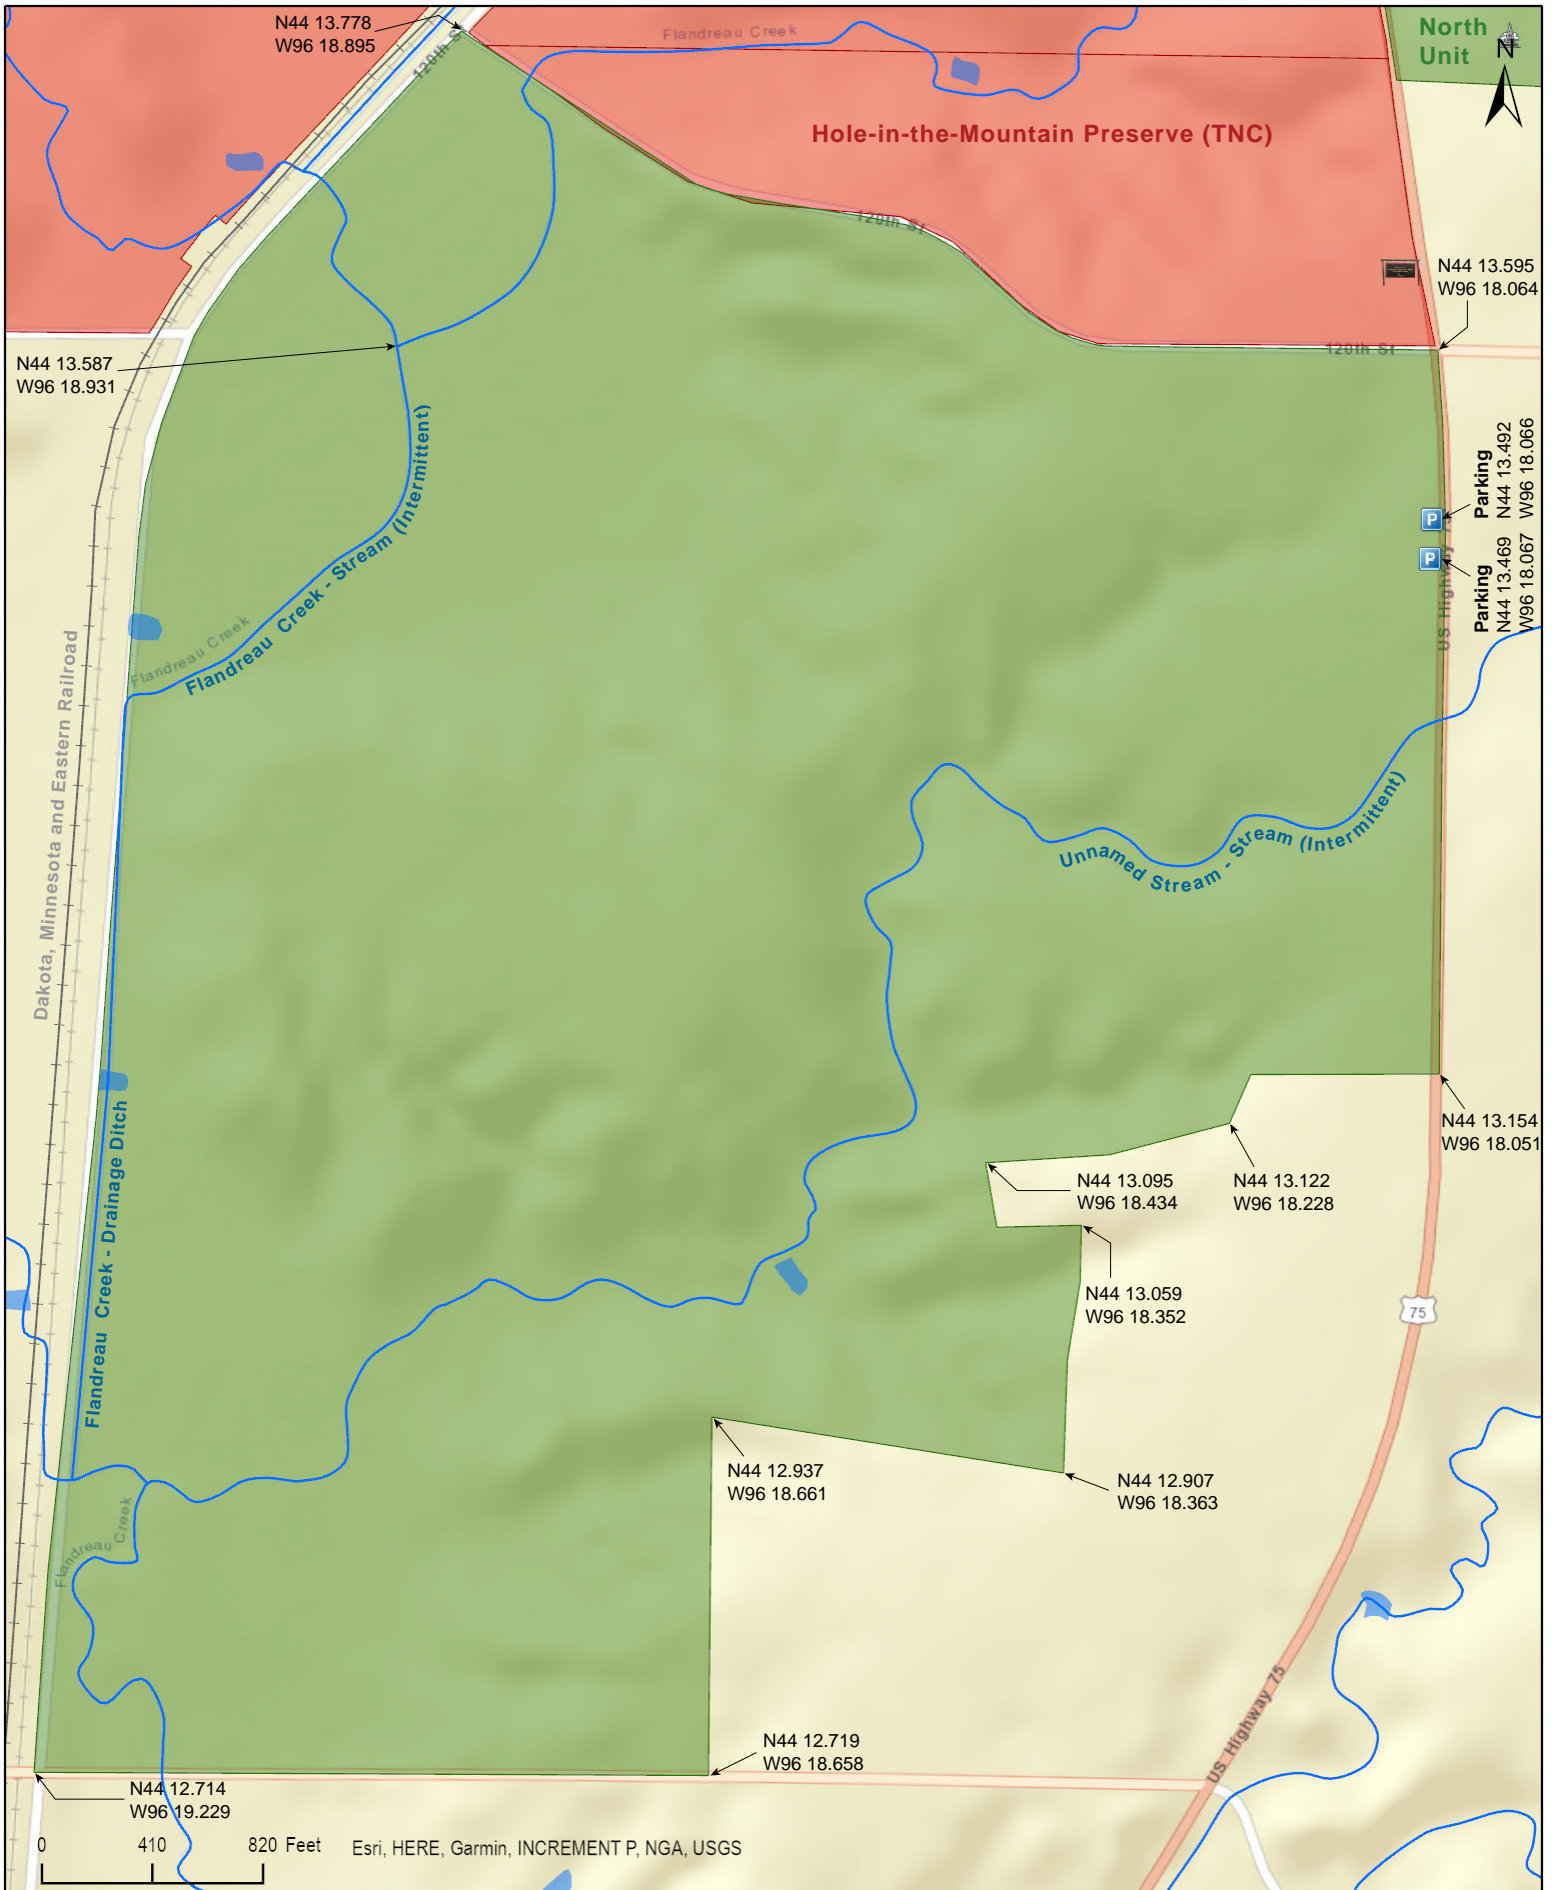 N44 13.778
W96 18.895
Flandreau Creek
North
Unit
N
120th St
Hole-in-the-Mountain Preserve (TNC)
120th St
N44 13.595
W96 18.064
120th St
N44 13.587
W96 18.931
Flandreau Creek - Stream (Intermittent)
Parking
N44 13.492
W96 18.066
P
P
Parking
N44 13.469
W96 18.067
US Highway 75
Flandreau Creek
Dakota, Minnesota and Eastern Railroad
Unnamed Stream - Stream (Intermittent)
Flandreau Creek - Drainage Ditch
N44 13.154
W96 18.051
N44 13.095
W96 18.434
N44 13.122
W96 18.228
N44 13.059
W96 18.352
75
N44 12.937
W96 18.661
N44 12.907
W96 18.363
Flandreau Creek
US Highway 75
N44 12.719
W96 18.658
N44 12.714
W96 19.229
0 410 820 Feet
Esri, HERE, Garmin, INCREMENT P, NGA, USGS